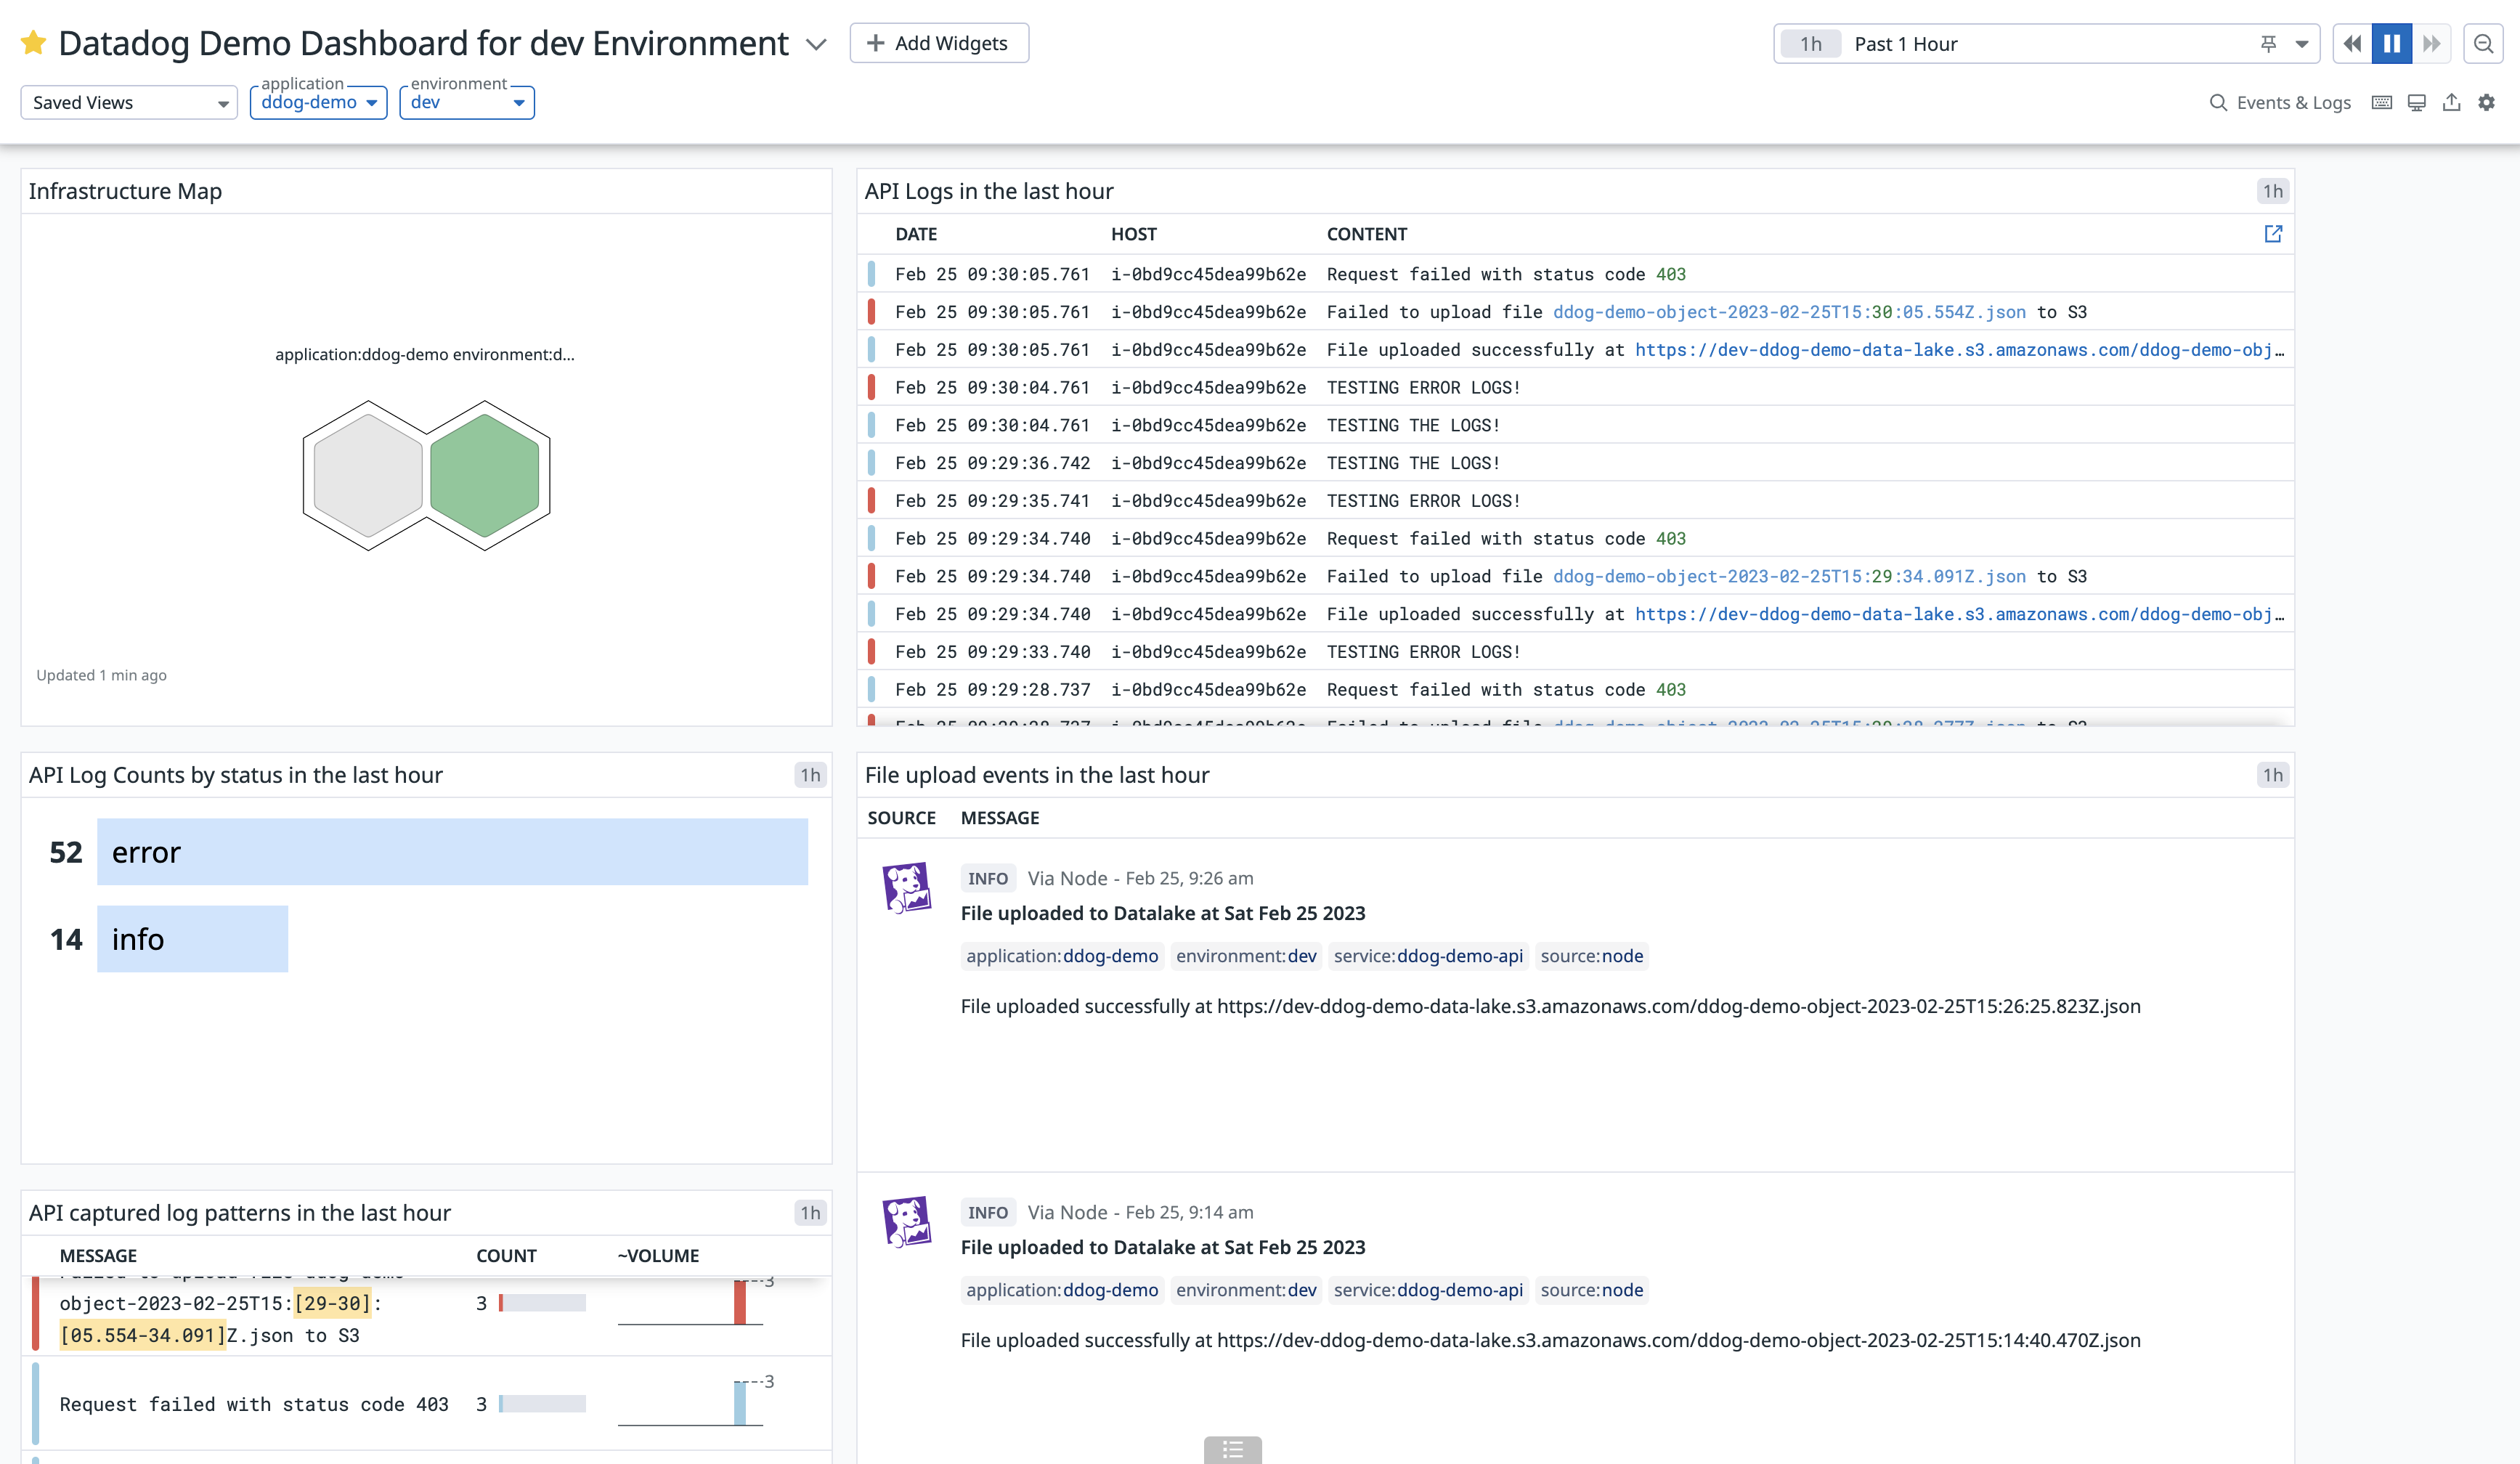 Datadog Demo Dashboard for dev Environment
Add Widgets
1h Past 1 Hour
Saved Views
application
ddog-demo
environment
dev
Events & Logs
Infrastructure Map
application:ddog-demo environment:d...
Updated 1 min ago
API Logs in the last hour 1h
DATE HOST CONTENT
Feb 25 09:30:05.761 i-0bd9cc45dea99b62e Request failed with status code 403
Feb 25 09:30:05.761 i-0bd9cc45dea99b62e Failed to upload file ddog-demo-object-2023-02-25T15:30:05.554Z.json to S3
Feb 25 09:30:05.761 i-0bd9cc45dea99b62e File uploaded successfully at https://dev-ddog-demo-data-lake.s3.amazonaws.com/ddog-demo-obj…
Feb 25 09:30:04.761 i-0bd9cc45dea99b62e TESTING ERROR LOGS!
Feb 25 09:30:04.761 i-0bd9cc45dea99b62e TESTING THE LOGS!
Feb 25 09:29:36.742 i-0bd9cc45dea99b62e TESTING THE LOGS!
Feb 25 09:29:35.741 i-0bd9cc45dea99b62e TESTING ERROR LOGS!
Feb 25 09:29:34.740 i-0bd9cc45dea99b62e Request failed with status code 403
Feb 25 09:29:34.740 i-0bd9cc45dea99b62e Failed to upload file ddog-demo-object-2023-02-25T15:29:34.091Z.json to S3
Feb 25 09:29:34.740 i-0bd9cc45dea99b62e File uploaded successfully at https://dev-ddog-demo-data-lake.s3.amazonaws.com/ddog-demo-obj…
Feb 25 09:29:33.740 i-0bd9cc45dea99b62e TESTING ERROR LOGS!
Feb 25 09:29:28.737 i-0bd9cc45dea99b62e Request failed with status code 403
API Log Counts by status in the last hour 1h
52 error
14 info
API captured log patterns in the last hour 1h
MESSAGE COUNT ~VOLUME
object-2023-02-25T15:[29-30]: 3 3
[05.554-34.091]Z.json to S3
Request failed with status code 403 3 3
File upload events in the last hour 1h
SOURCE MESSAGE
INFO Via Node - Feb 25, 9:26 am
File uploaded to Datalake at Sat Feb 25 2023
application:ddog-demo environment:dev service:ddog-demo-api source:node
File uploaded successfully at https://dev-ddog-demo-data-lake.s3.amazonaws.com/ddog-demo-object-2023-02-25T15:26:25.823Z.json
INFO Via Node - Feb 25, 9:14 am
File uploaded to Datalake at Sat Feb 25 2023
application:ddog-demo environment:dev service:ddog-demo-api source:node
File uploaded successfully at https://dev-ddog-demo-data-lake.s3.amazonaws.com/ddog-demo-object-2023-02-25T15:14:40.470Z.json